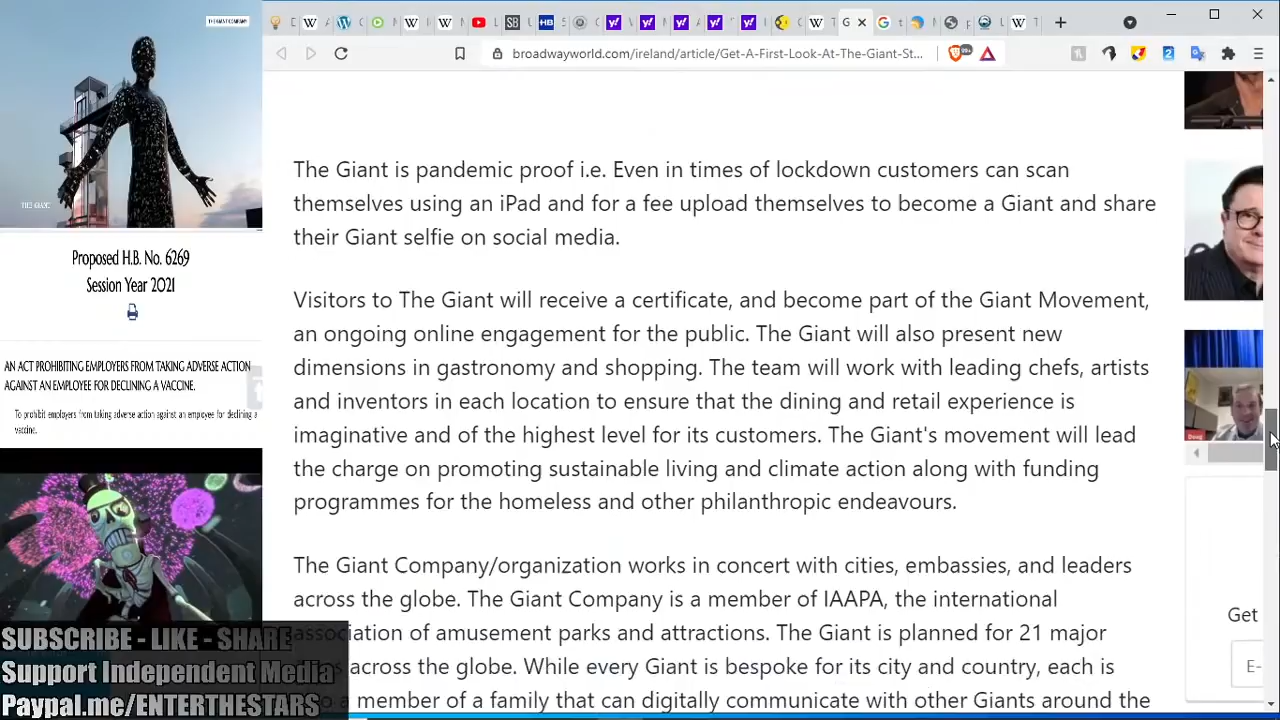 THE GIANT COMPANY
THE GIANT
Proposed H.B. No. 6269
Session Year 2021
AN ACT PROHIBITING EMPLOYERS FROM TAKING ADVERSE ACTION
AGAINST AN EMPLOYEE FOR DECLINING A VACCINE.
To prohibit employers from taking adverse action against an employee for declining a
vaccine.
SUBSCRIBE - LIKE - SHARE
Support Independent Media
Paypal.me/ENTERTHESTARS
broadwayworld.com/ireland/article/Get-A-First-Look-At-The-Giant-St...
The Giant is pandemic proof i.e. Even in times of lockdown customers can scan
themselves using an iPad and for a fee upload themselves to become a Giant and share
their Giant selfie on social media.
Visitors to The Giant will receive a certificate, and become part of the Giant Movement,
an ongoing online engagement for the public. The Giant will also present new
dimensions in gastronomy and shopping. The team will work with leading chefs, artists
and inventors in each location to ensure that the dining and retail experience is
imaginative and of the highest level for its customers. The Giant's movement will lead
the charge on promoting sustainable living and climate action along with funding
programmes for the homeless and other philanthropic endeavours.
The Giant Company/organization works in concert with cities, embassies, and leaders
across the globe. The Giant Company is a member of IAAPA, the international
association of amusement parks and attractions. The Giant is planned for 21 major
across the globe. While every Giant is bespoke for its city and country, each is
a member of a family that can digitally communicate with other Giants around the
Doug
Get
E-